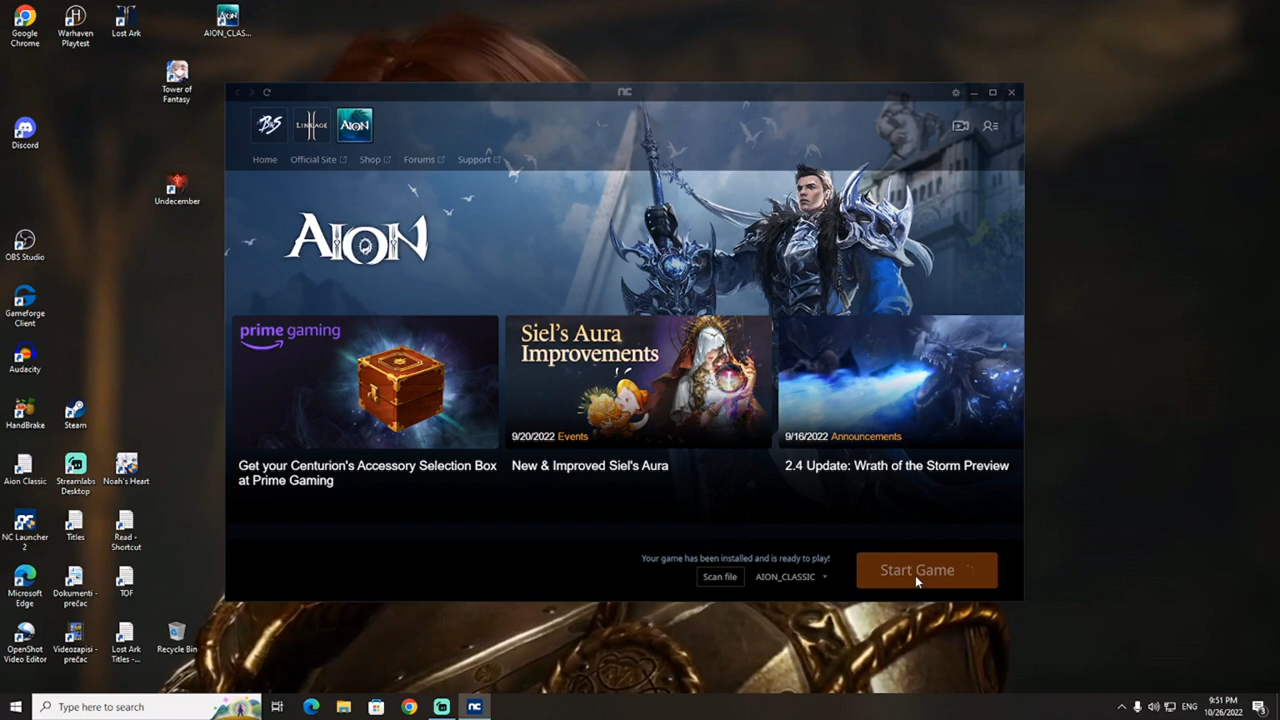 Google
Chrome
Warhaven
Playtest
Lost Ark
AION
AION_CLAS...
Tower of
Fantasy
Discord
Undecember
OBS Studio
Gameforge
Client
Audacity
HandBrake
Steam
Aion Classic
Streamlabs
Desktop
Noah's Heart
NC Launcher
2
Titles
Read -
Shortcut
Microsoft
Edge
Dokumenti -
prečac
TOF
OpenShot
Video Editor
Videozapisi -
prečac
Lost Ark
Titles -...
Recycle Bin
nc
B&S
LINEAGE
AION
Home
Official Site
Shop
Forums
Support
AION
prime gaming
Siel's Aura
Improvements
9/20/2022 Events
9/16/2022 Announcements
Get your Centurion's Accessory Selection Box
at Prime Gaming
New & Improved Siel's Aura
2.4 Update: Wrath of the Storm Preview
Your game has been installed and is ready to play!
Scan file
AION_CLASSIC
Start Game
Type here to search
nc
ENG
9:51 PM
10/26/2022
3